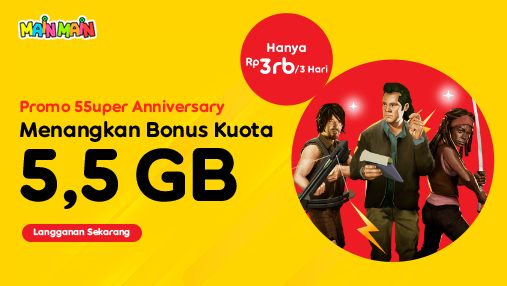 MAINMAIN
Hanya
Rp3rb/3 Hari
Promo 55uper Anniversary
Menangkan Bonus Kuota
5,5 GB
Langganan Sekarang